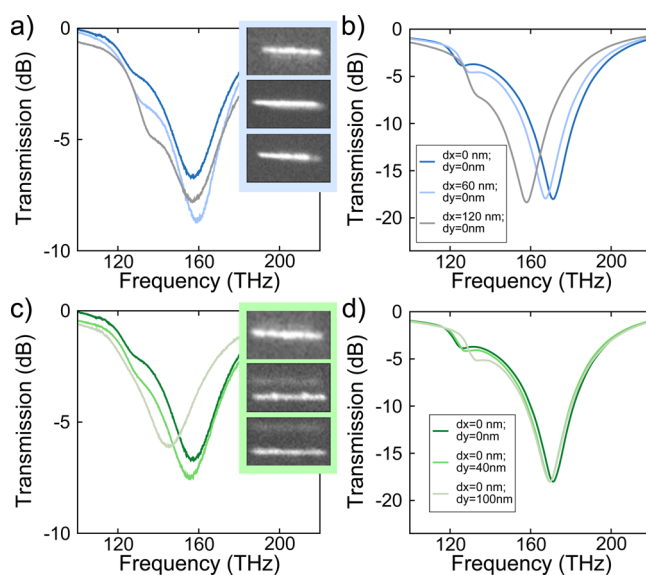 a)
0
-5
-10
Transmission (dB)
120
160
200
Frequency (THz)
b)
0
-5
-10
-15
-20
Transmission (dB)
dx=0 nm;
dy=0nm
dx=60 nm;
dy=0nm
dx=120 nm;
dy=0nm
120
160
200
Frequency (THz)
c)
0
-5
-10
Transmission (dB)
120
160
200
Frequency (THz)
d)
0
-5
-10
-15
-20
Transmission (dB)
dx=0 nm;
dy=0nm
dx=0 nm;
dy=40nm
dx=0 nm;
dy=100nm
120
160
200
Frequency (THz)